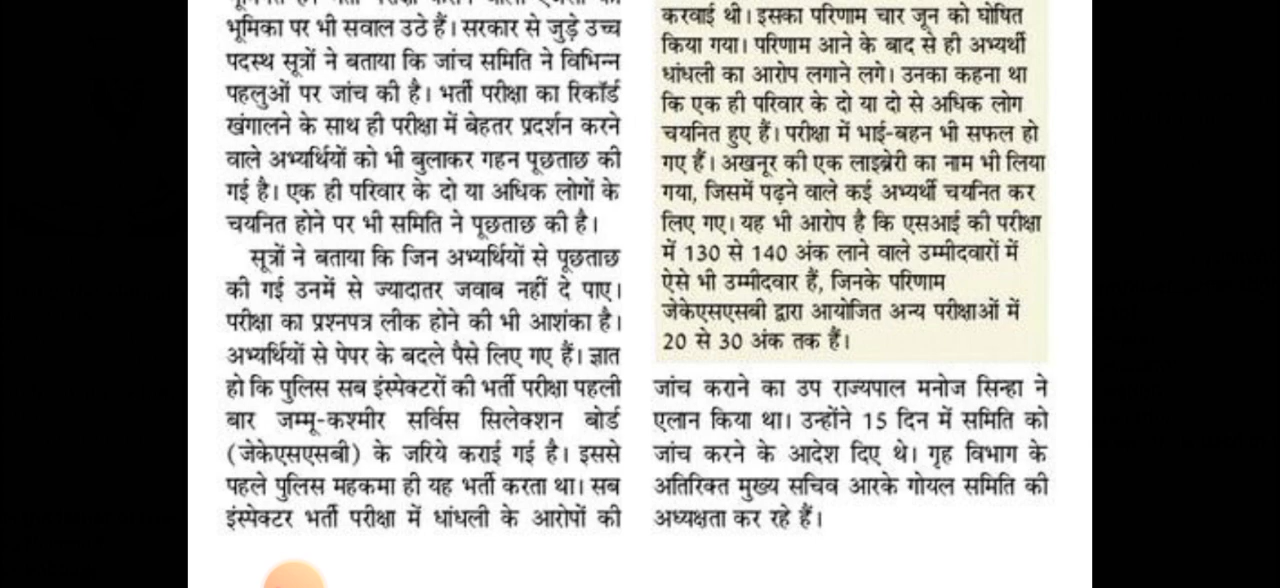 भूमिका पर भी सवाल उठे हैं। सरकार से जुड़े उच्च
पदस्थ सूत्रों ने बताया कि जांच समिति ने विभिन्न
पहलुओं पर जांच की है। भर्ती परीक्षा का रिकॉर्ड
खंगालने के साथ ही परीक्षा में बेहतर प्रदर्शन करने
वाले अभ्यर्थियों को भी बुलाकर गहन पूछताछ की
गई है। एक ही परिवार के दो या अधिक लोगों के
चयनित होने पर भी समिति ने पूछताछ की है।
सूत्रों ने बताया कि जिन अभ्यर्थियों से पूछताछ
की गई उनमें से ज्यादातर जवाब नहीं दे पाए।
परीक्षा का प्रश्नपत्र लीक होने की भी आशंका है।
अभ्यर्थियों से पेपर के बदले पैसे लिए गए हैं। ज्ञात
हो कि पुलिस सब इंस्पेक्टरों की भर्ती परीक्षा पहली
बार जम्मू-कश्मीर सर्विस सिलेक्शन बोर्ड
(जेकेएसएसबी) के जरिये कराई गई है। इससे
पहले पुलिस महकमा ही यह भर्ती करता था। सब
इंस्पेक्टर भर्ती परीक्षा में धांधली के आरोपों की
करवाई थी। इसका परिणाम चार जून को घोषित
किया गया। परिणाम आने के बाद से ही अभ्यर्थी
धांधली का आरोप लगाने लगे। उनका कहना था
कि एक ही परिवार के दो या दो से अधिक लोग
चयनित हुए हैं। परीक्षा में भाई-बहन भी सफल हो
गए हैं। अखनूर की एक लाइब्रेरी का नाम भी लिया
गया, जिसमें पढ़ने वाले कई अभ्यर्थी चयनित कर
लिए गए। यह भी आरोप है कि एसआई की परीक्षा
में 130 से 140 अंक लाने वाले उम्मीदवारों में
ऐसे भी उम्मीदवार हैं, जिनके परिणाम
जेकेएसएसबी द्वारा आयोजित अन्य परीक्षाओं में
20 से 30 अंक तक हैं।
जांच कराने का उप राज्यपाल मनोज सिन्हा ने
एलान किया था। उन्होंने 15 दिन में समिति को
जांच करने के आदेश दिए थे। गृह विभाग के
अतिरिक्त मुख्य सचिव आरके गोयल समिति की
अध्यक्षता कर रहे हैं।